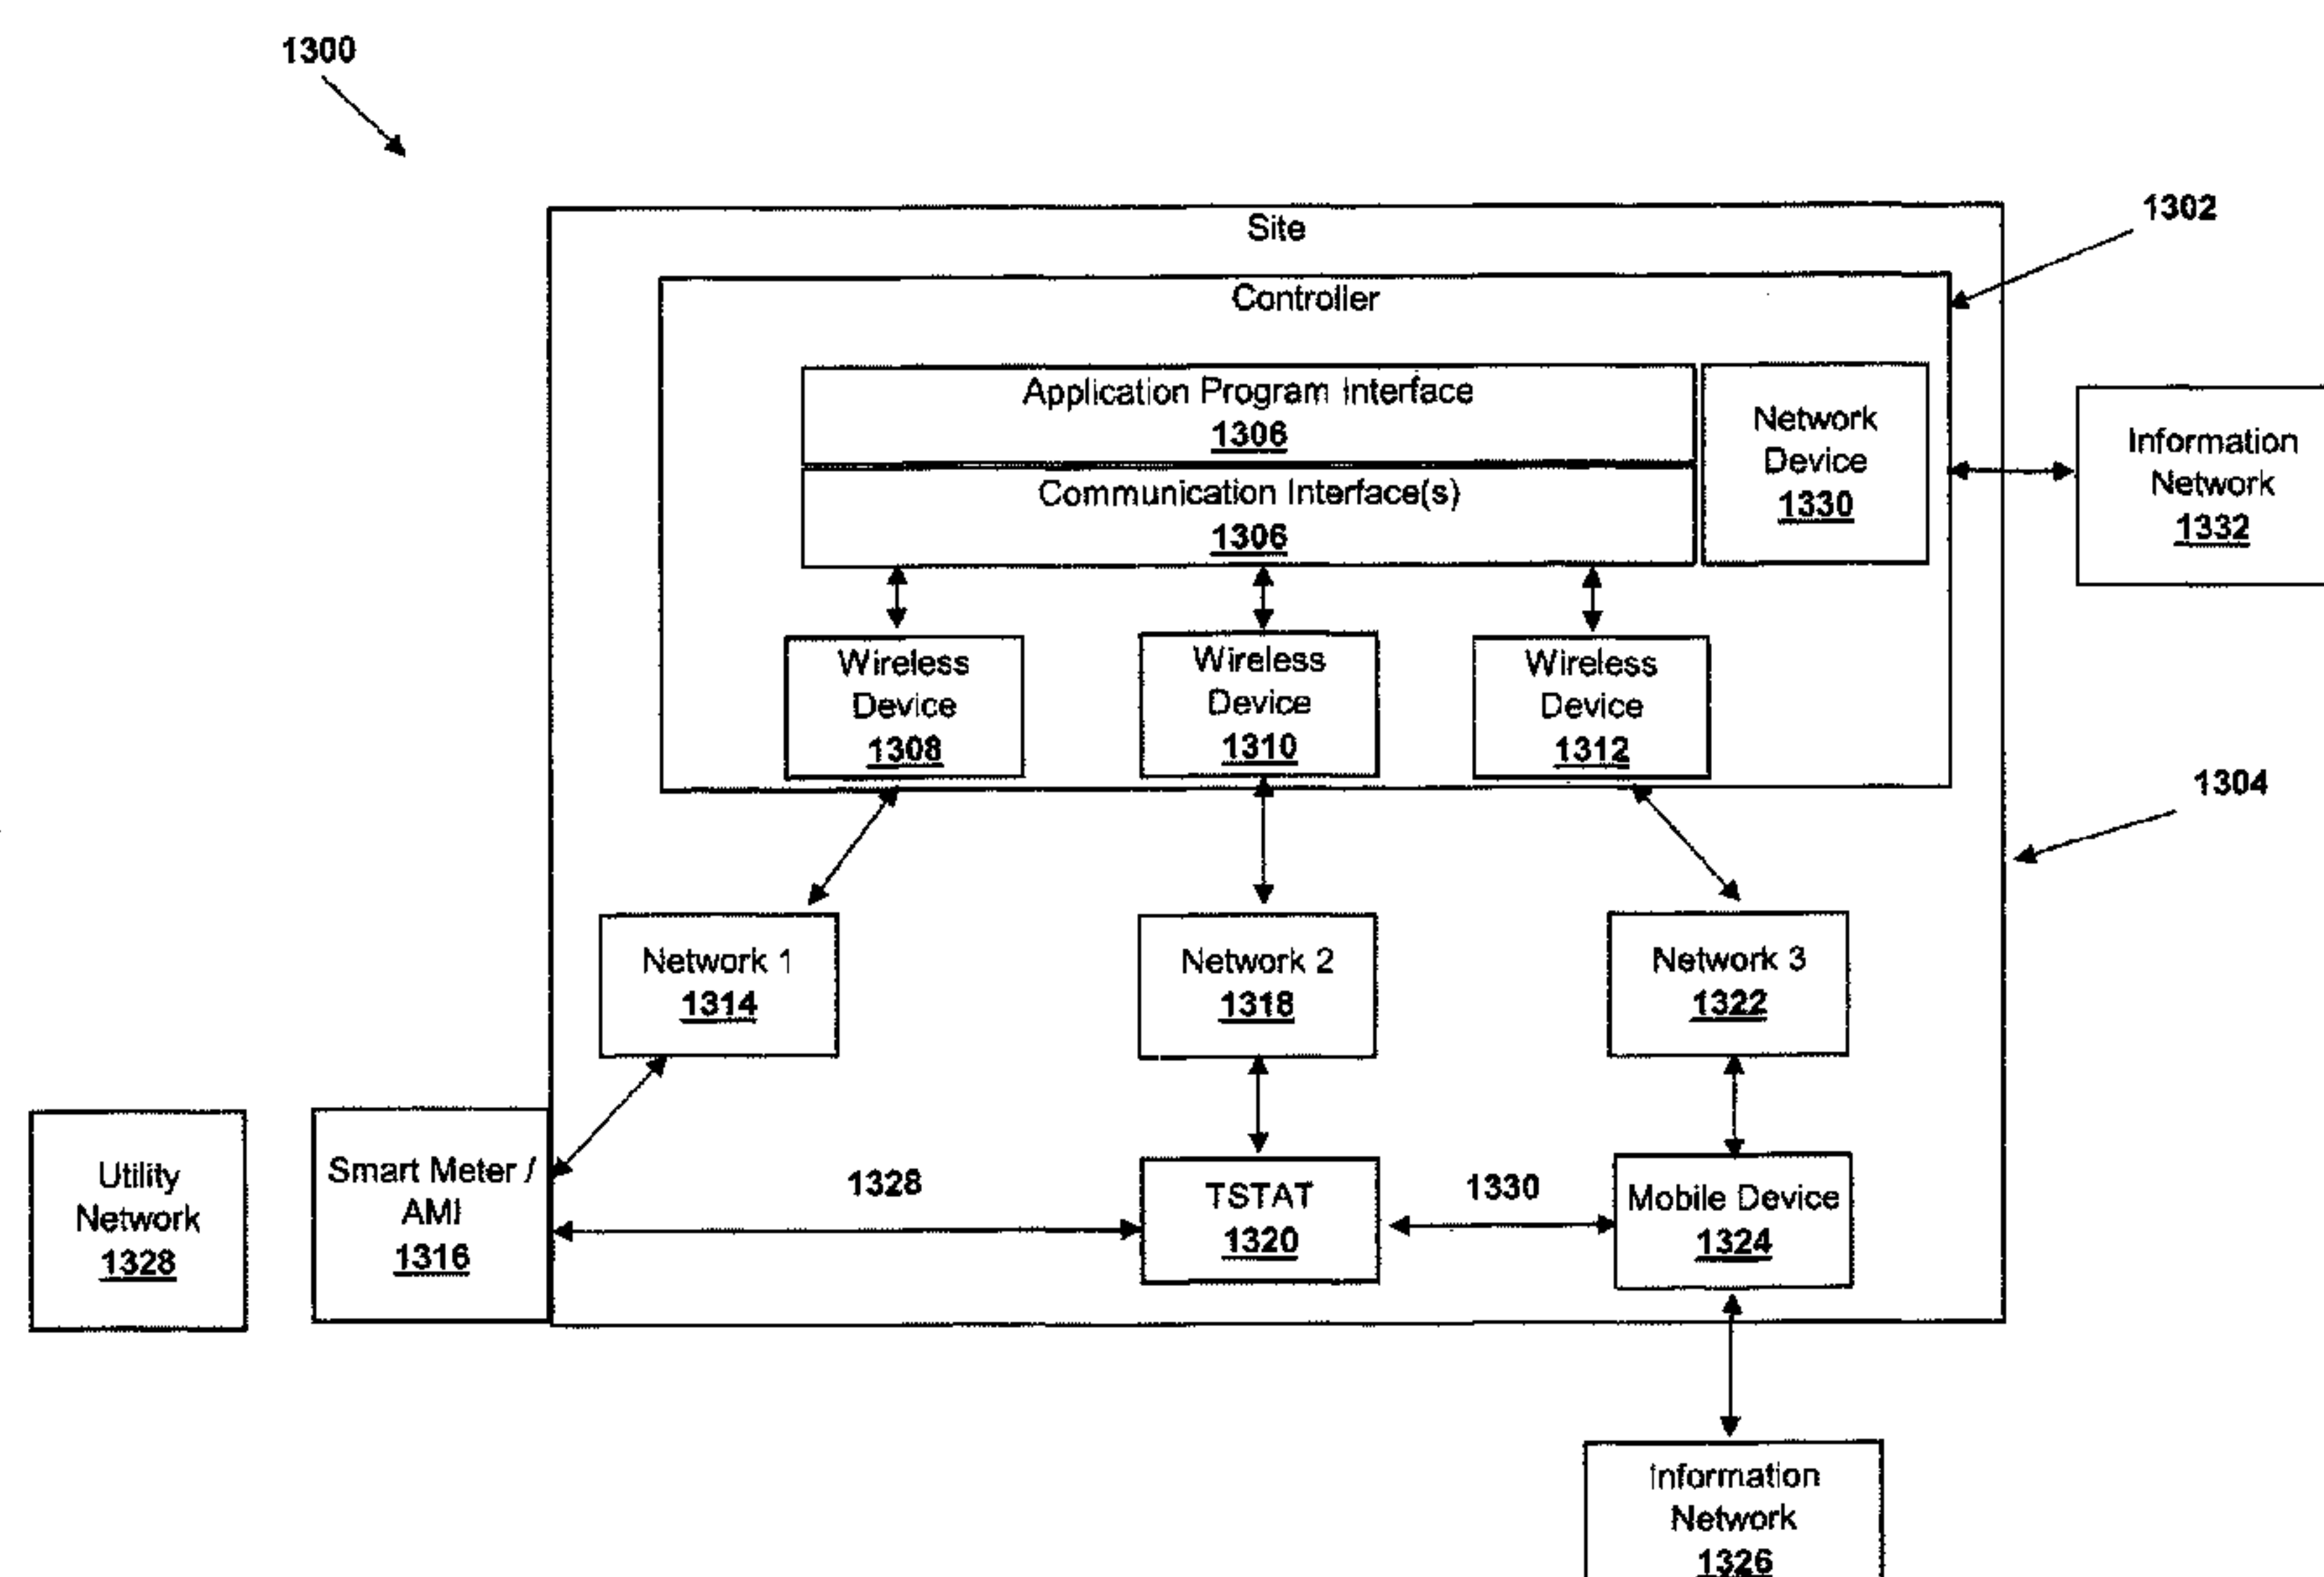 1300
Site
1302
Controller
Application Program Interface
1306
Network
Device
1330
Communication Interface(s)
1306
Information
Network
1332
Wireless
Device
1308
Wireless
Device
1310
Wireless
Device
1312
1304
Network 1
1314
Network 2
1318
Network 3
1322
Utility
Network
1328
Smart Meter /
AMI
1316
1328
TSTAT
1320
1330
Mobile Device
1324
Information
Network
1326